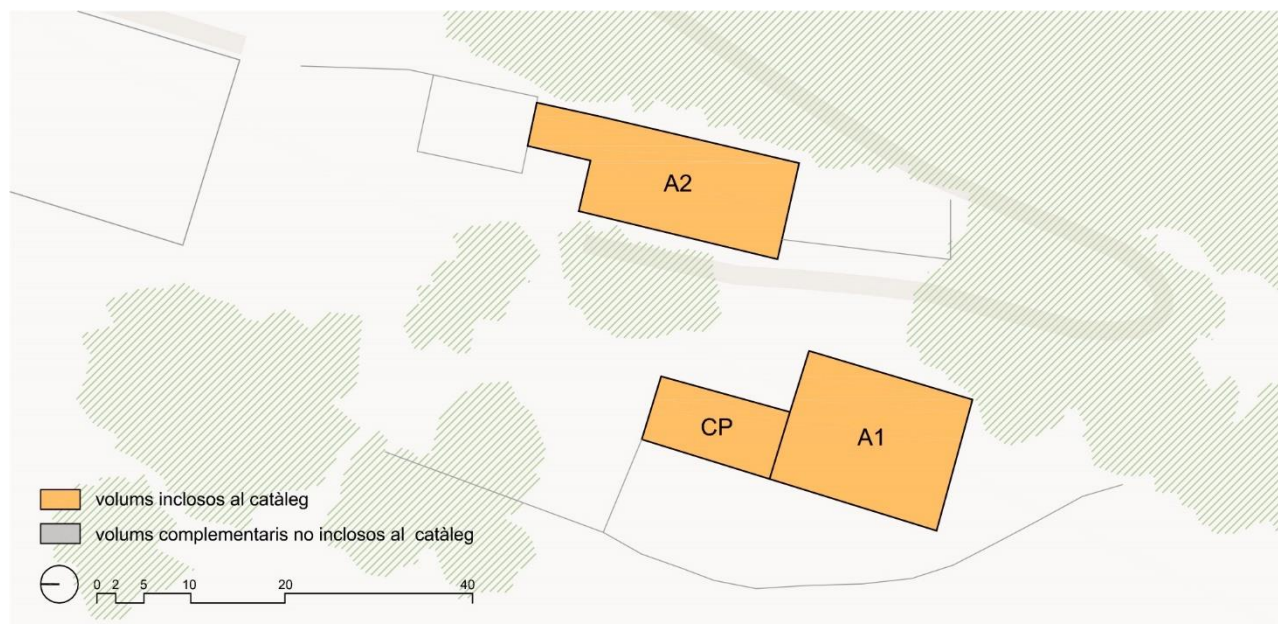 A2
CP
A1
volums inclosos al catàleg
volums complementaris no inclosos al catàleg
0 2 5 10 20 40